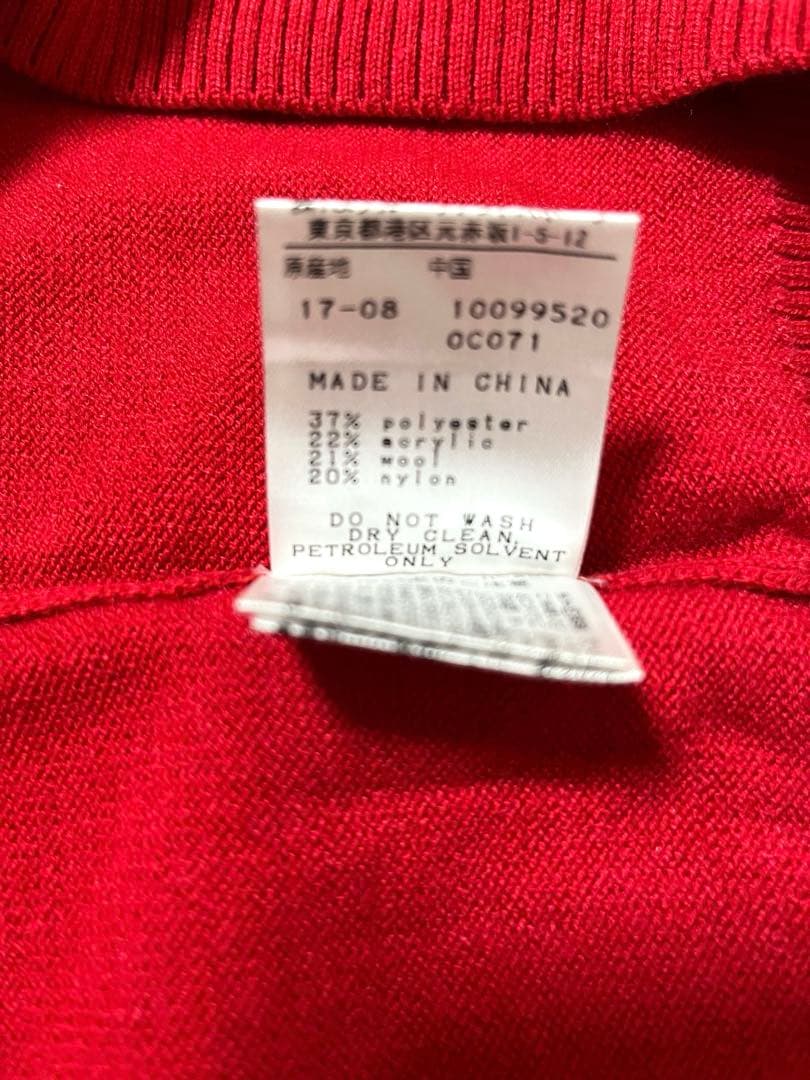 東京都港区元赤坂1-5-12
原産地 中国
17-08 10099520
0C071
MADE IN CHINA
37% polyester
22% acrylic
21% wool
20% nylon
DO NOT WASH
DRY CLEAN,
PETROLEUM SOLVENT
ONLY